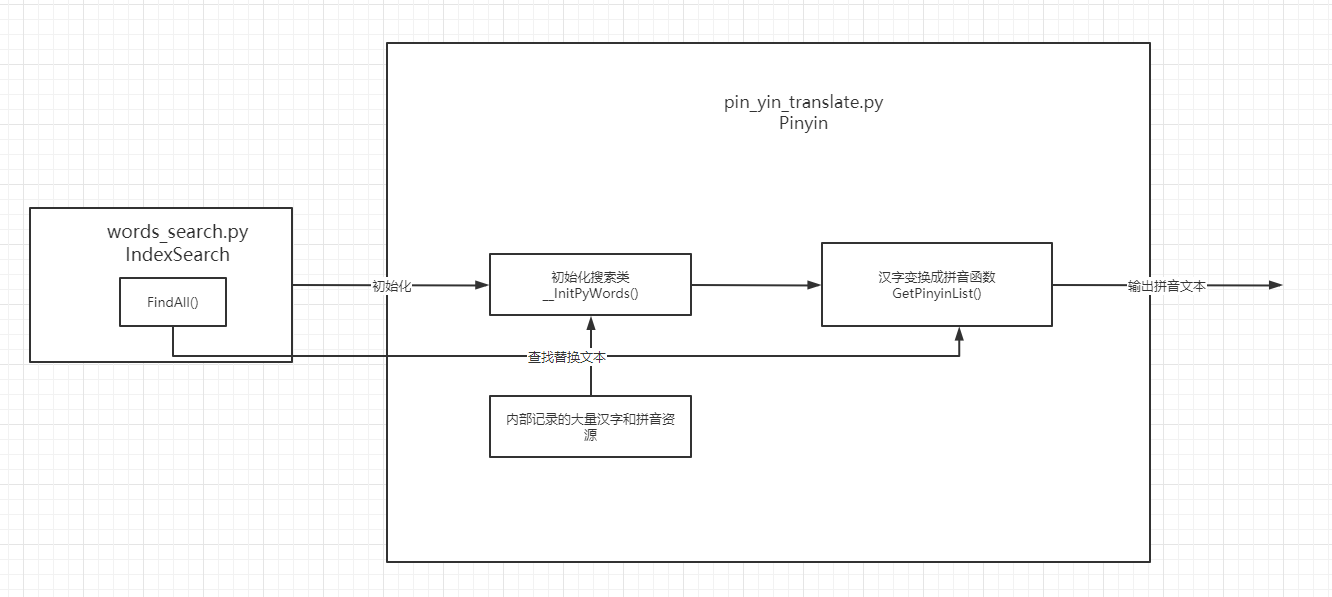 pin_yin_translate.py
Pinyin
words_search.py
IndexSearch
FindAll()
初始化
初始化搜索类
__InitPyWords()
汉字变换成拼音函数
GetPinyinList()
输出拼音文本
查找替换文本
内部记录的大量汉字和拼音资
源